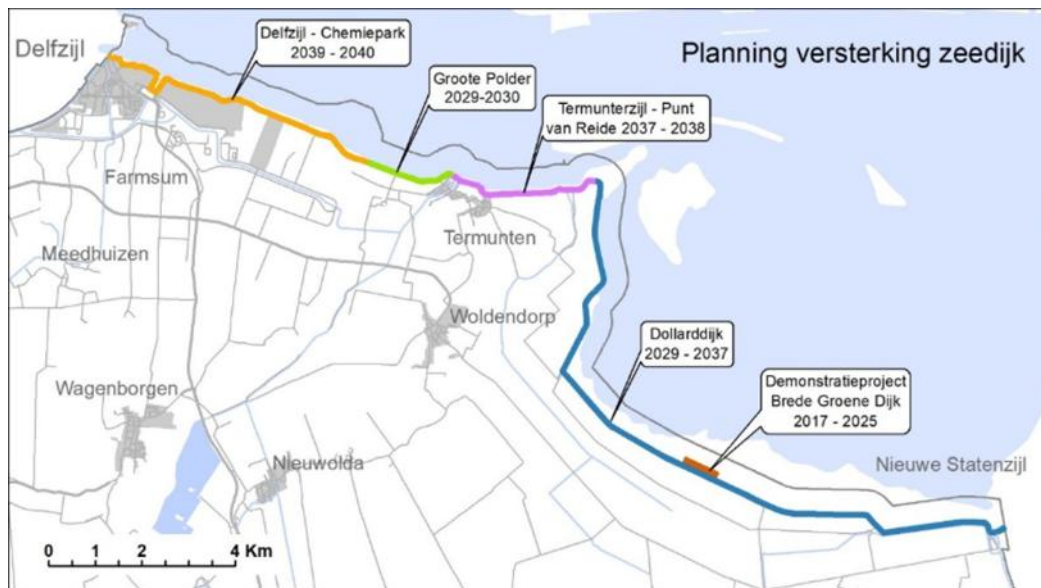 Planning versterking zeedijk
Delfzijl
Delfzijl - Chemiepark
2039 - 2040
Groote Polder
2029-2030
Termunterzijl - Punt
van Reide 2037 - 2038
Farmsum
Termunten
Meedhuizen
Woldendorp
Dollarddijk
2029 - 2037
Demonstratieproject
Brede Groene Dijk
2017 - 2025
Wagenborgen
Nieuwolda
Nieuwe Statenzijl
0 1 2 4 Km